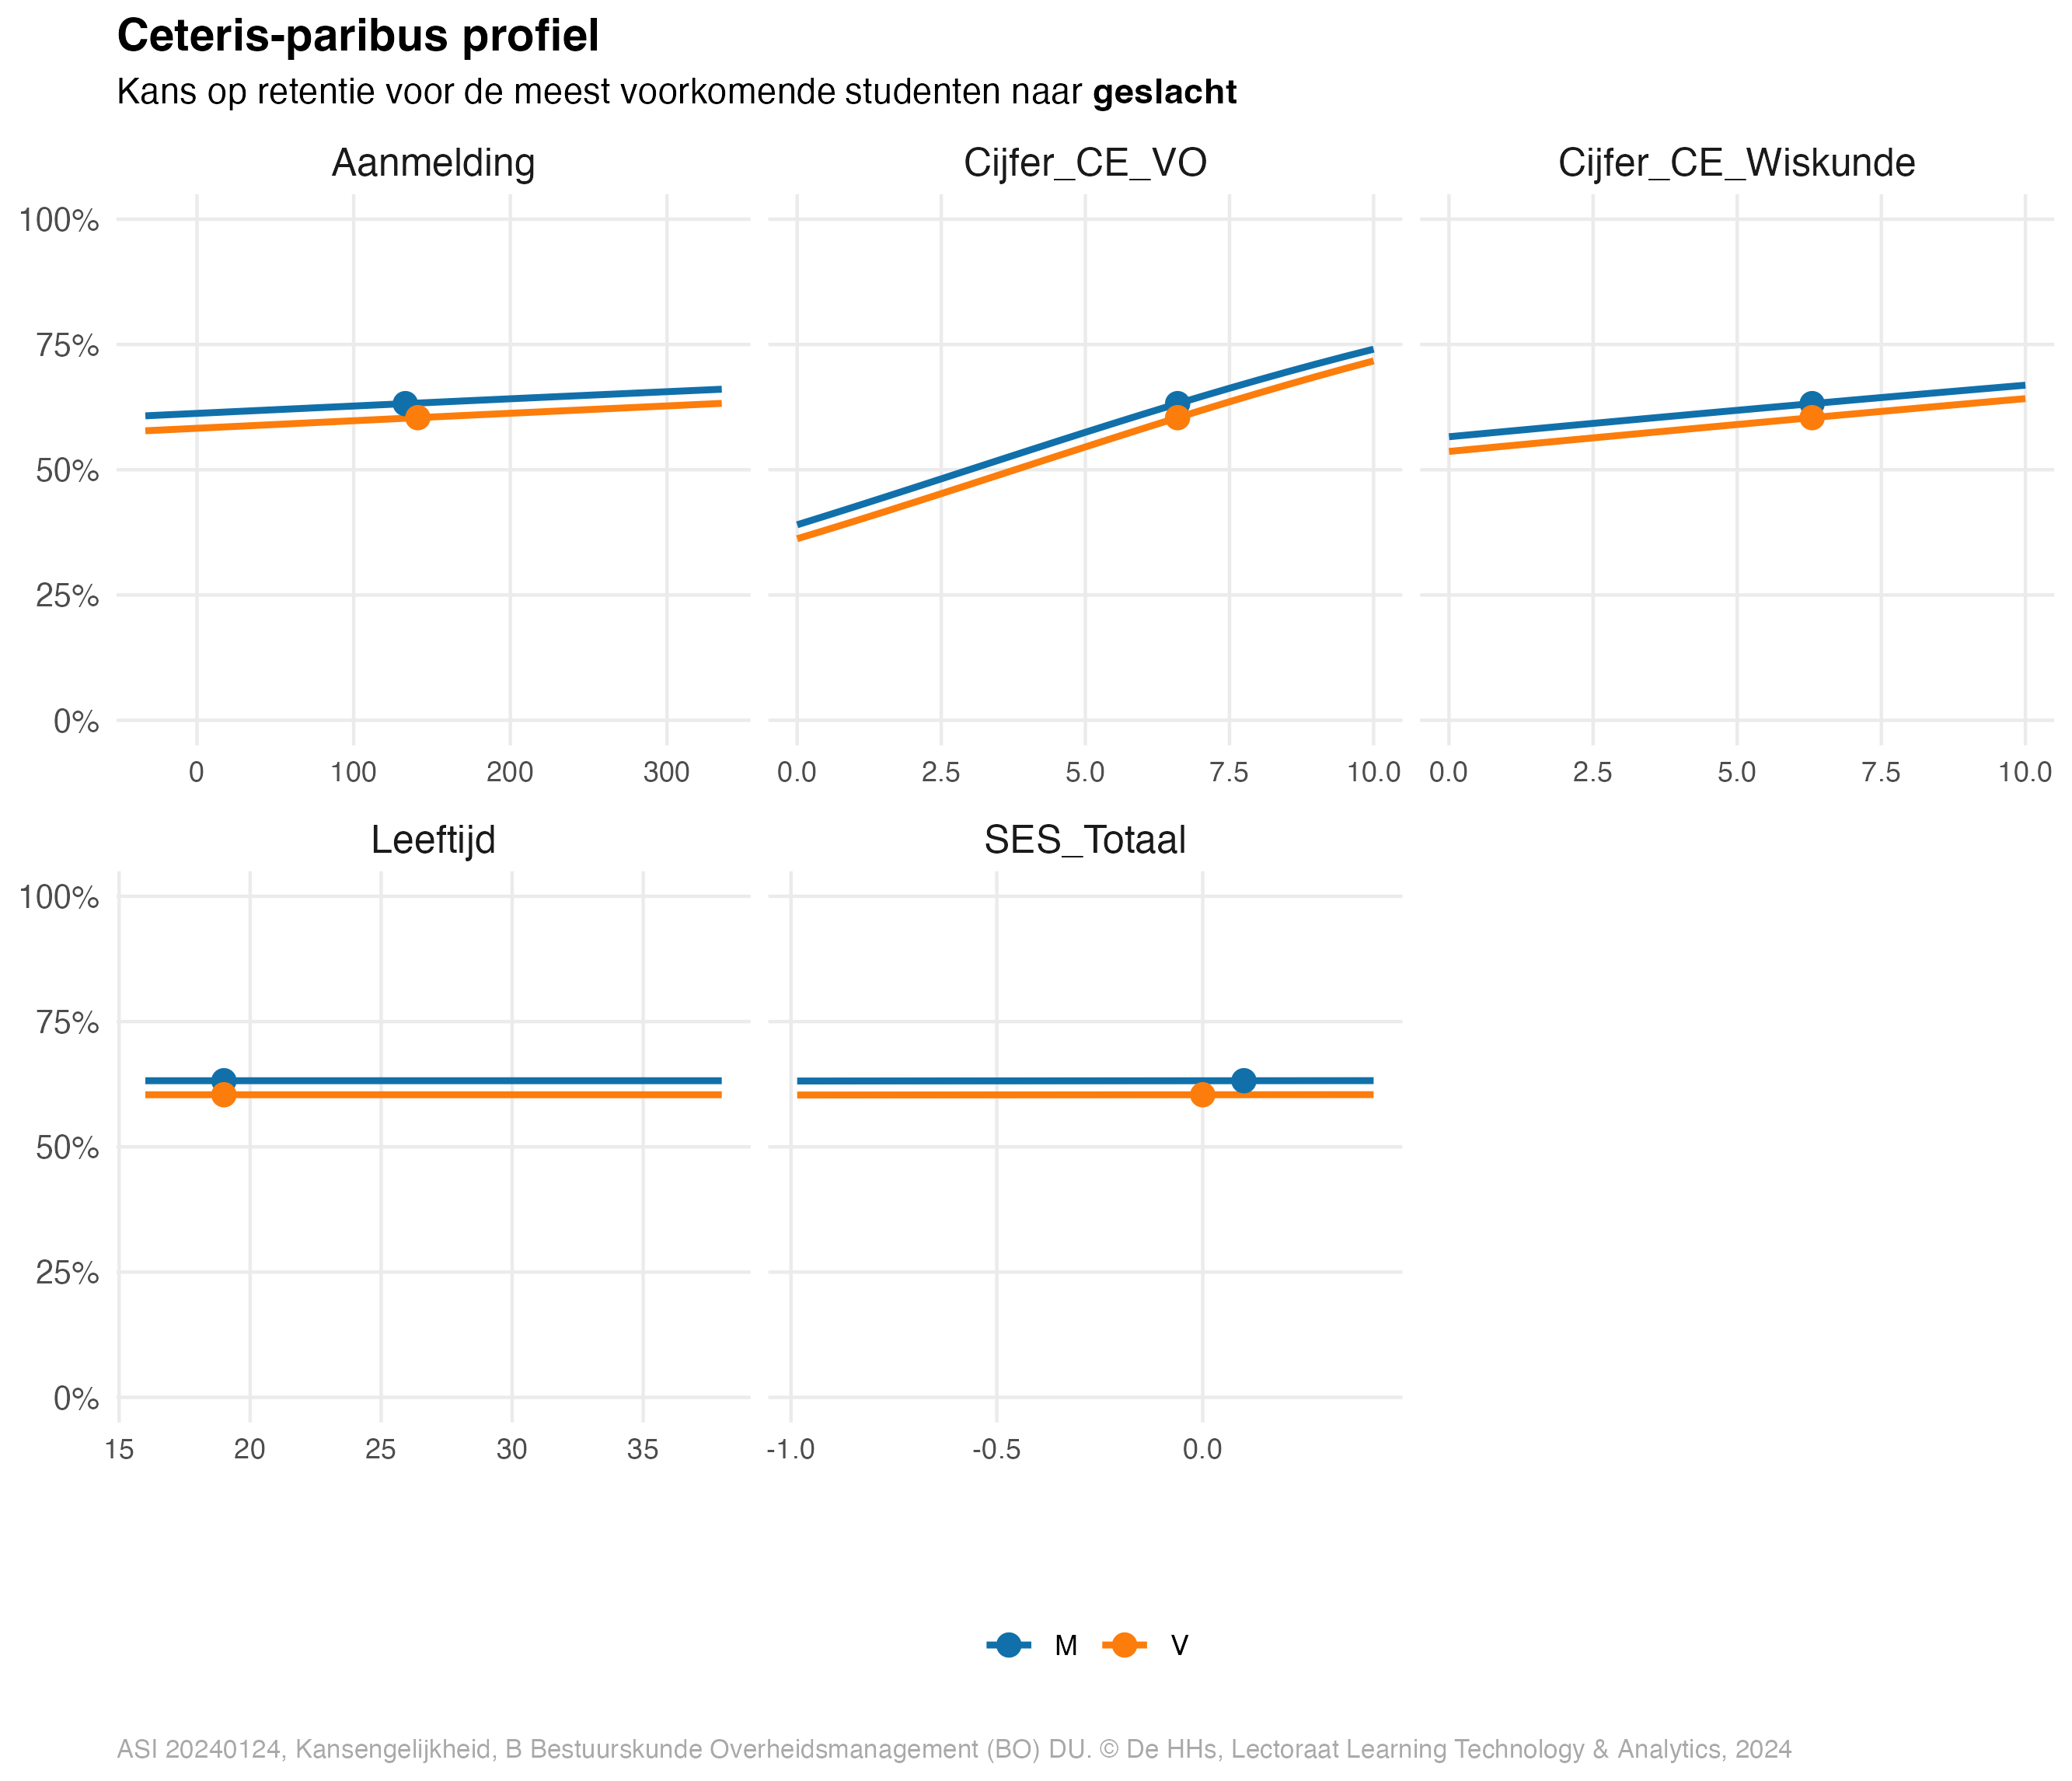 Ceteris-paribus profiel
Kans op retentie voor de meest voorkomende studenten naar geslacht
Aanmelding Cijfer_CE_VO Cijfer_CE_Wiskunde
100%
75%
50%
25%
0%
0 100 200 300 0.0 2.5 5.0 7.5 10.0 0.0 2.5 5.0 7.5 10.0
Leeftijd SES_Totaal
100%
75%
50%
25%
0%
15 20 25 30 35 -1.0 -0.5 0.0
M V
ASI 20240124, Kansengelijkheid, B Bestuurskunde Overheidsmanagement (BO) DU. © De HHs, Lectoraat Learning Technology & Analytics, 2024